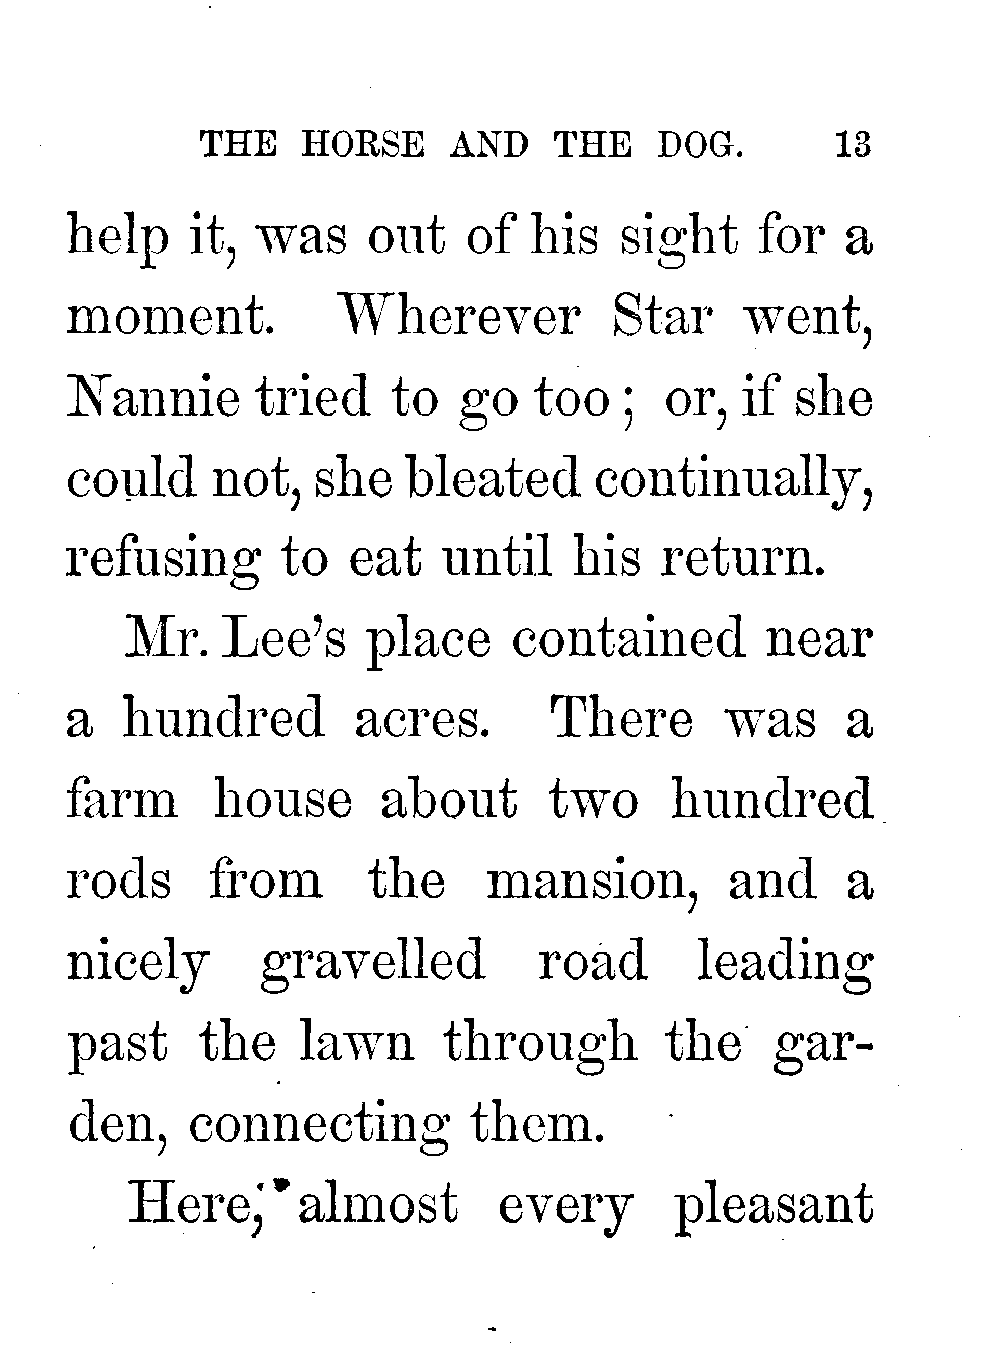 THE HORSE AND THE DOG. 13
help it, was out of his sight for a
moment. Wherever Star went,
Nannie tried to go too; or, if she
could not, she bleated continually,
refusing to eat until his return.
Mr. Lee's place contained near
a hundred acres. There was a
farm house about two hundred
rods from the mansion, and a
nicely gravelled road leading
past the lawn through the gar-
den, connecting them.
Here, almost every pleasant